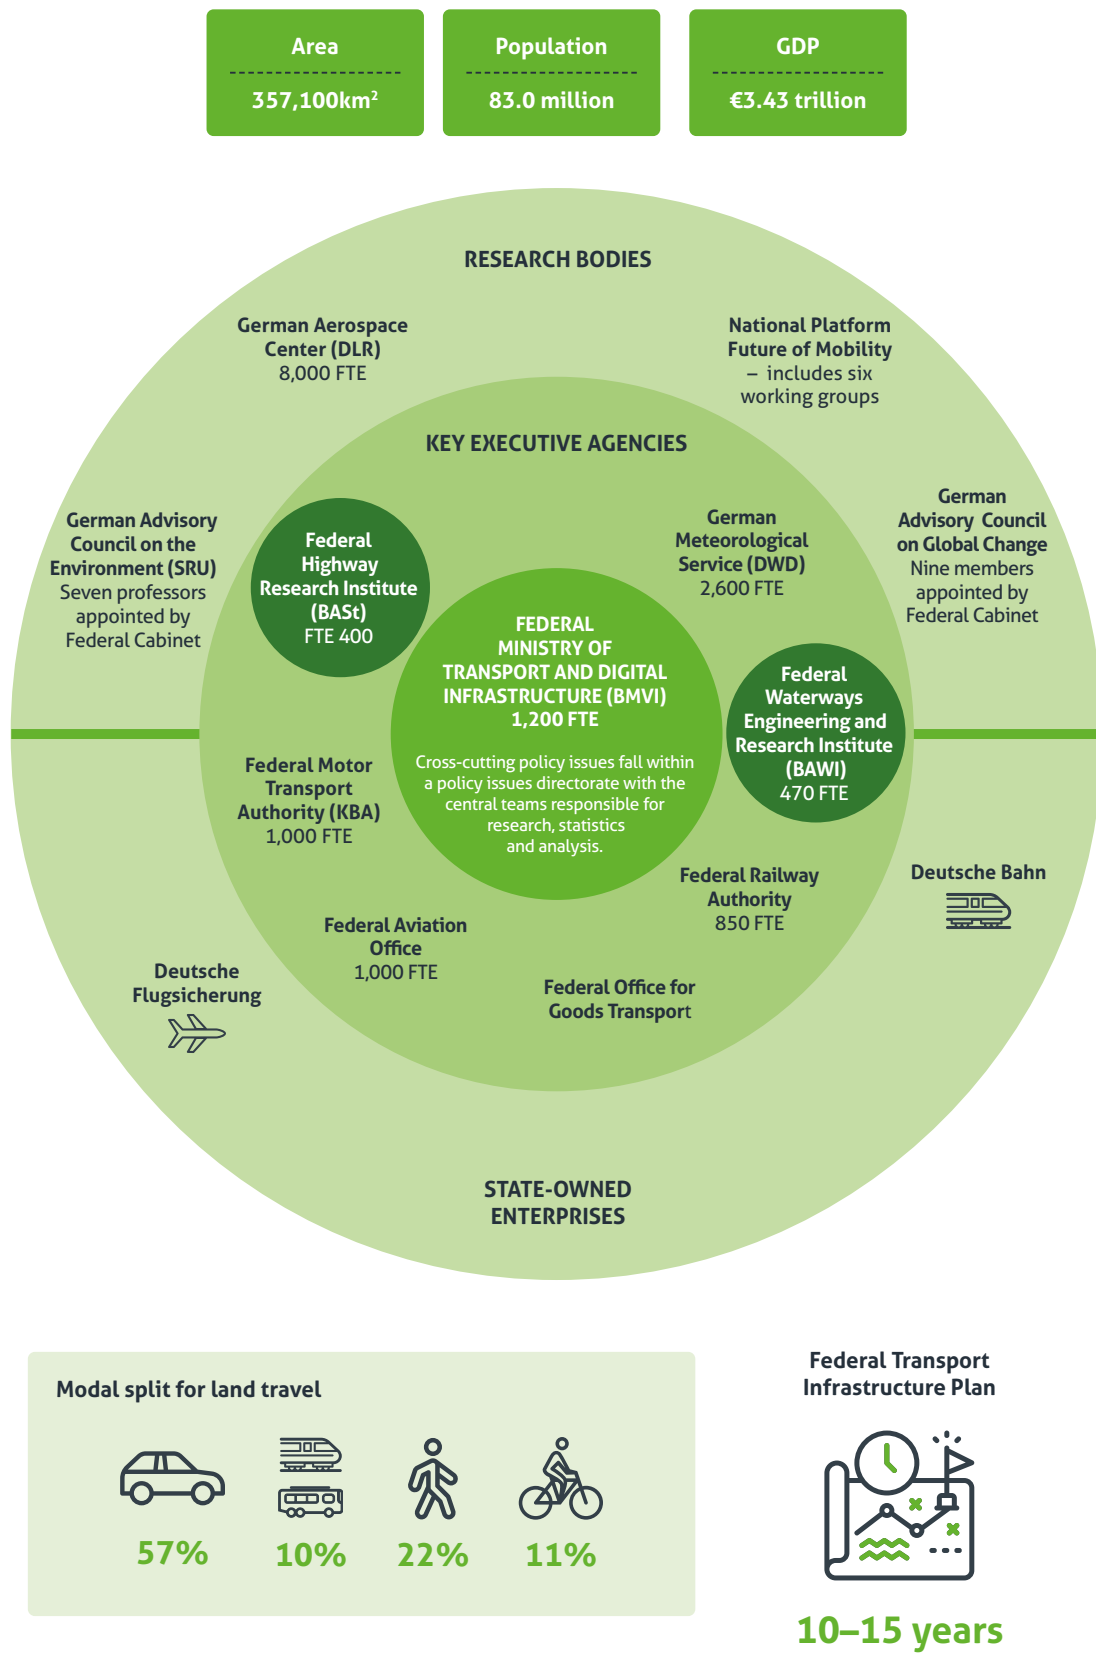 Area
357,100km²
Population
83.0 million
GDP
€3.43 trillion
RESEARCH BODIES
German Aerospace
Center (DLR)
8,000 FTE
National Platform
Future of Mobility
– includes six
working groups
KEY EXECUTIVE AGENCIES
German Advisory
Council on the
Environment (SRU)
Seven professors
appointed by
Federal Cabinet
Federal
Highway
Research Institute
(BASt)
FTE 400
German
Meteorological
Service (DWD)
2,600 FTE
German
Advisory Council
on Global Change
Nine members
appointed by
Federal Cabinet
FEDERAL
MINISTRY OF
TRANSPORT AND DIGITAL
INFRASTRUCTURE (BMVI)
1,200 FTE
Cross-cutting policy issues fall within
a policy issues directorate with the
central teams responsible for
research, statistics
and analysis.
Federal
Waterways
Engineering and
Research Institute
(BAWI)
470 FTE
Federal Motor
Transport
Authority (KBA)
1,000 FTE
Federal Railway
Authority
850 FTE
Deutsche Bahn
Federal Aviation
Office
1,000 FTE
Federal Office for
Goods Transport
Deutsche
Flugsicherung
STATE-OWNED
ENTERPRISES
Modal split for land travel
57%
10%
22%
11%
Federal Transport
Infrastructure Plan
10–15 years